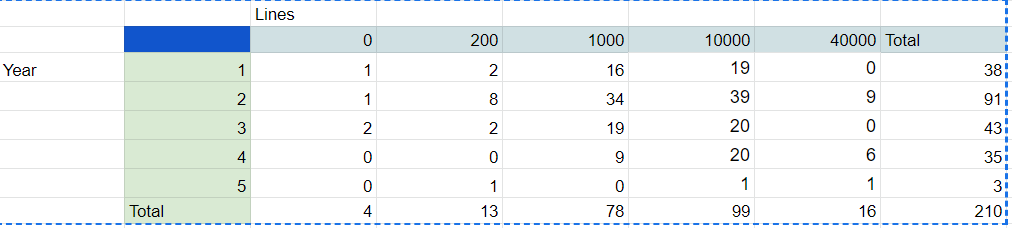 Lines
0 200 1000 10000 40000 Total
Year 1 1 2 16 19 0 38
2 1 8 34 39 9 91
3 2 2 19 20 0 43
4 0 0 9 20 6 35
5 0 1 0 1 1 3
Total 4 13 78 99 16 210